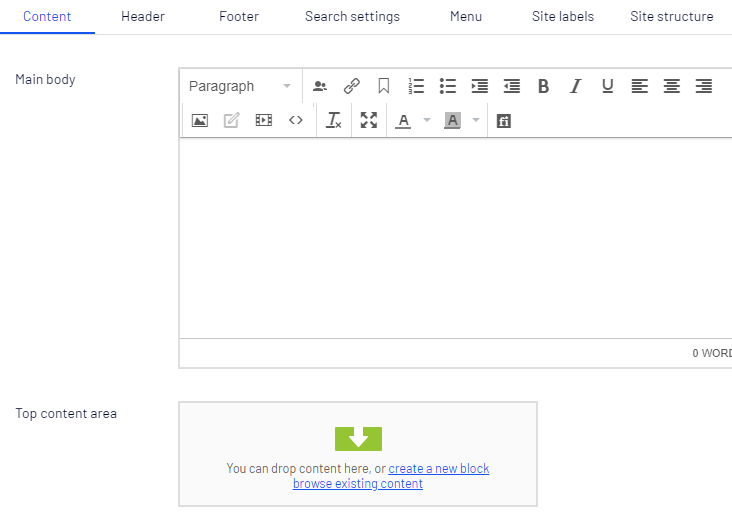 Content Header Footer Search settings Menu Site labels Site structure
Main body
Paragraph
0 WORD
Top content area
You can drop content here, or create a new block
browse existing content